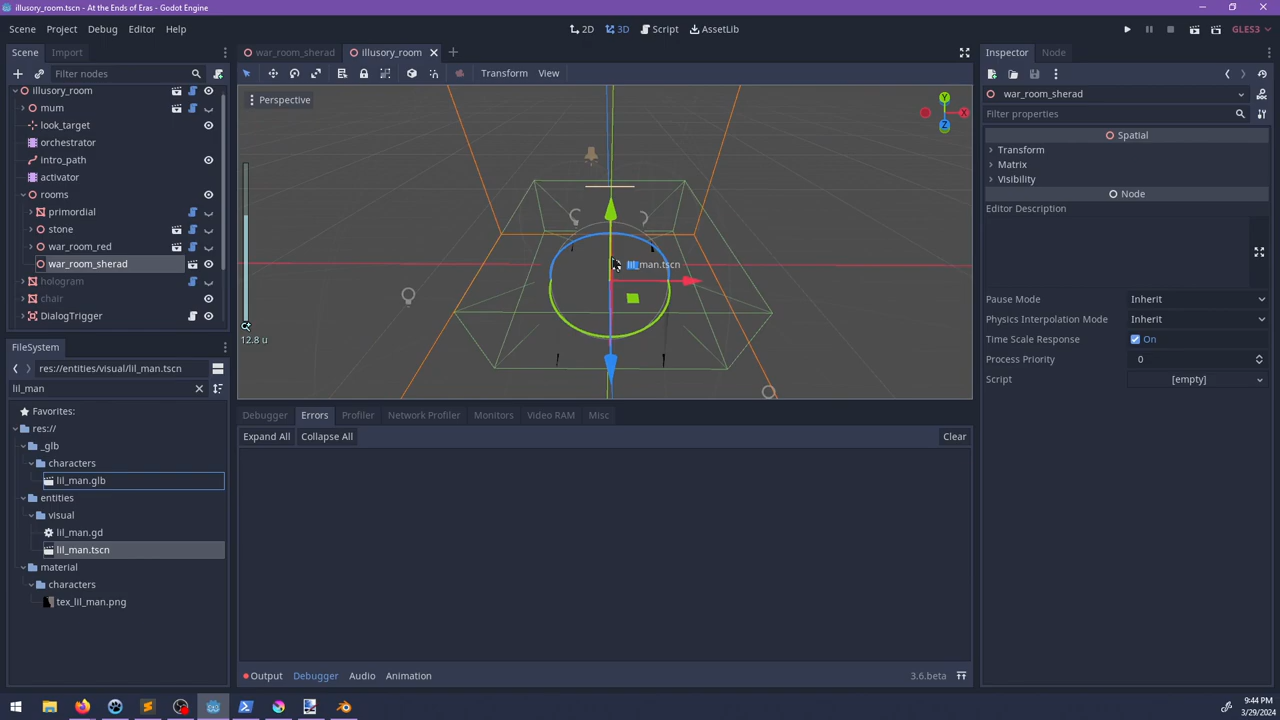 illusory_room.tscn - At the Ends of Eras - Godot Engine
Scene Project Debug Editor Help
2D 3D Script AssetLib
GLES3
Scene Import
war_room_sherad illusory_room
Inspector Node
Filter nodes
Transform View
illusory_room
mum
look_target
orchestrator
intro_path
activator
rooms
primordial
stone
war_room_red
war_room_sherad
hologram
chair
DialogTrigger
Perspective
Y
X
Z
lil_man.tscn
12.8 u
war_room_sherad
Filter properties
Spatial
Transform
Matrix
Visibility
Node
Editor Description
Pause Mode Inherit
Physics Interpolation Mode Inherit
Time Scale Response On
Process Priority 0
Script [empty]
FileSystem
res://entities/visual/lil_man.tscn
lil_man
Favorites:
res://
_glb
characters
lil_man.glb
entities
visual
lil_man.gd
lil_man.tscn
material
characters
tex_lil_man.png
Debugger Errors Profiler Network Profiler Monitors Video RAM Misc
Expand All Collapse All Clear
Output Debugger Audio Animation 3.6.beta
9:44 PM
3/29/2024